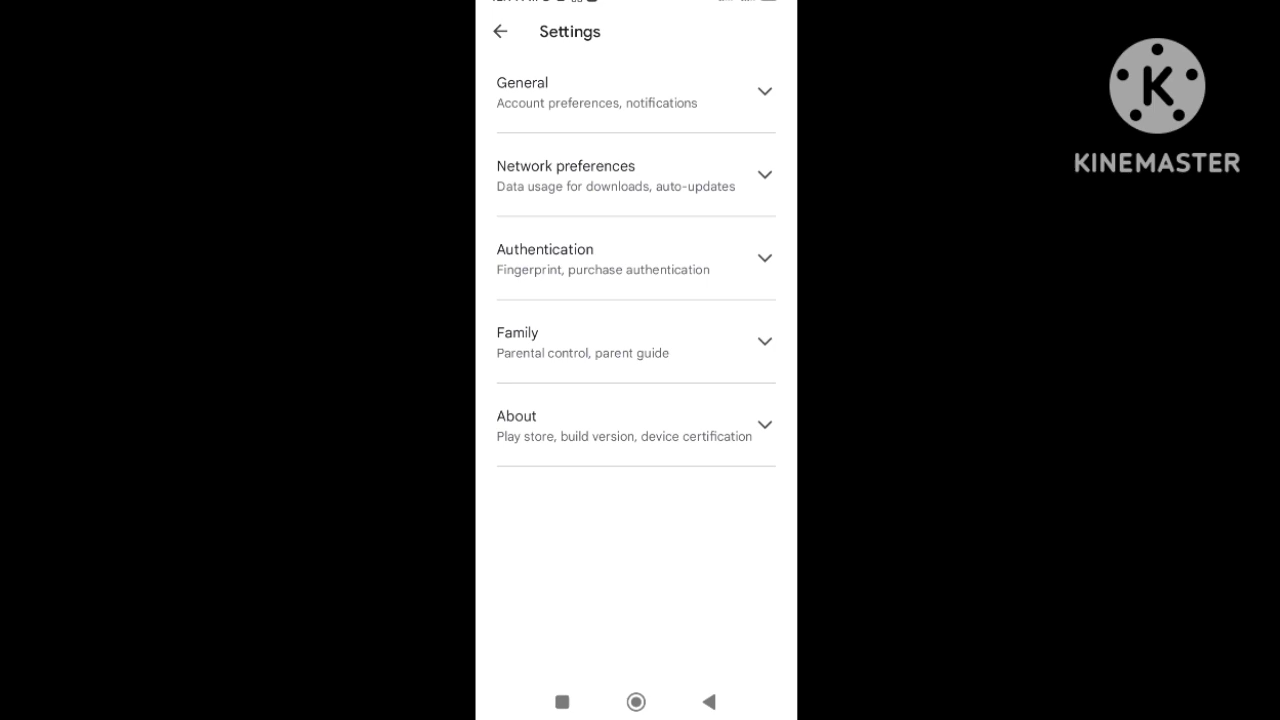 Settings
General
Account preferences, notifications
Network preferences
Data usage for downloads, auto-updates
Authentication
Fingerprint, purchase authentication
Family
Parental control, parent guide
About
Play store, build version, device certification
K
KINEMASTER